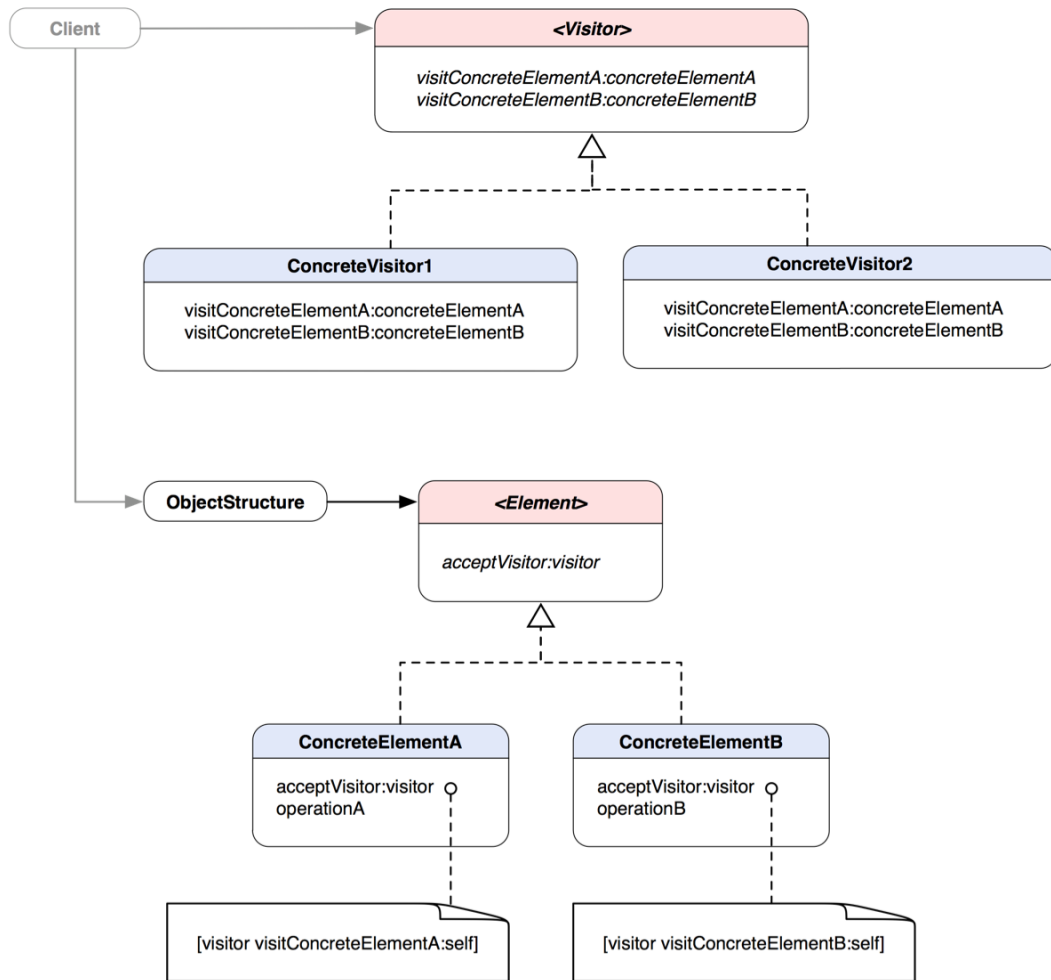 Client
<Visitor>
visitConcreteElementA:concreteElementA
visitConcreteElementB:concreteElementB
ConcreteVisitor1
visitConcreteElementA:concreteElementA
visitConcreteElementB:concreteElementB
ConcreteVisitor2
visitConcreteElementA:concreteElementA
visitConcreteElementB:concreteElementB
ObjectStructure
<Element>
acceptVisitor:visitor
ConcreteElementA
acceptVisitor:visitor
operationA
ConcreteElementB
acceptVisitor:visitor
operationB
[visitor visitConcreteElementA:self]
[visitor visitConcreteElementB:self]